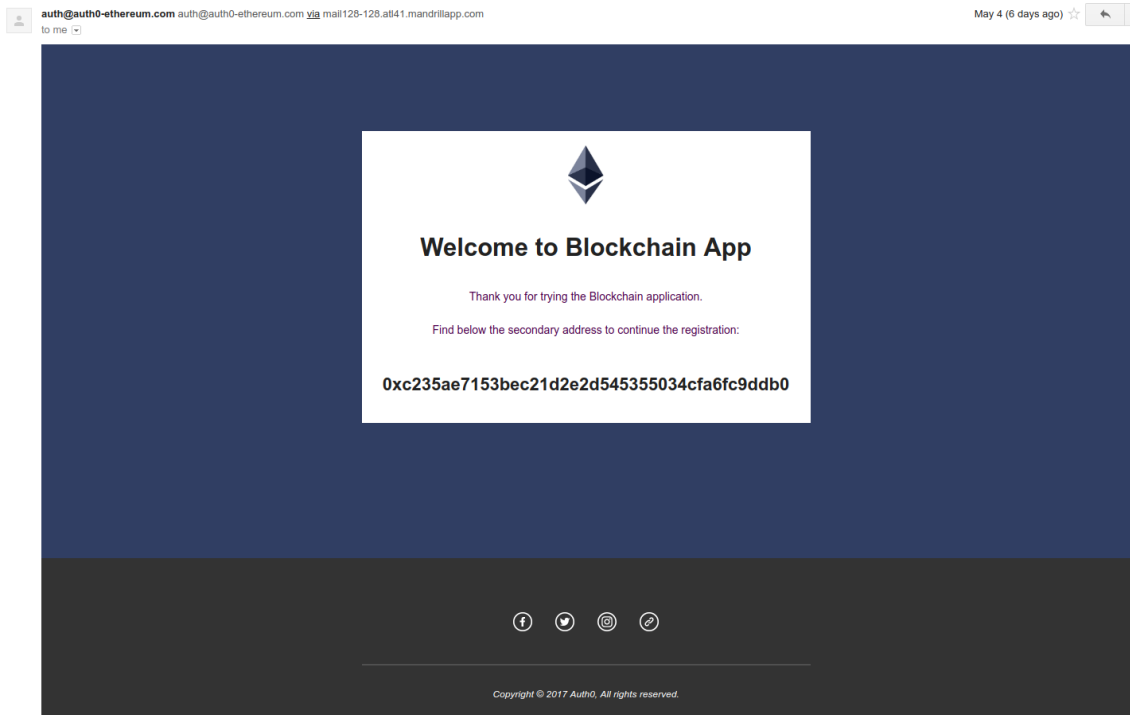 auth@auth0-ethereum.com auth@auth0-ethereum.com via mail128-128.atl41.mandrillapp.com May 4 (6 days ago)
to me
Welcome to Blockchain App
Thank you for trying the Blockchain application.
Find below the secondary address to continue the registration:
0xc235ae7153bec21d2e2d545355034cfa6fc9ddb0
Copyright © 2017 Auth0, All rights reserved.